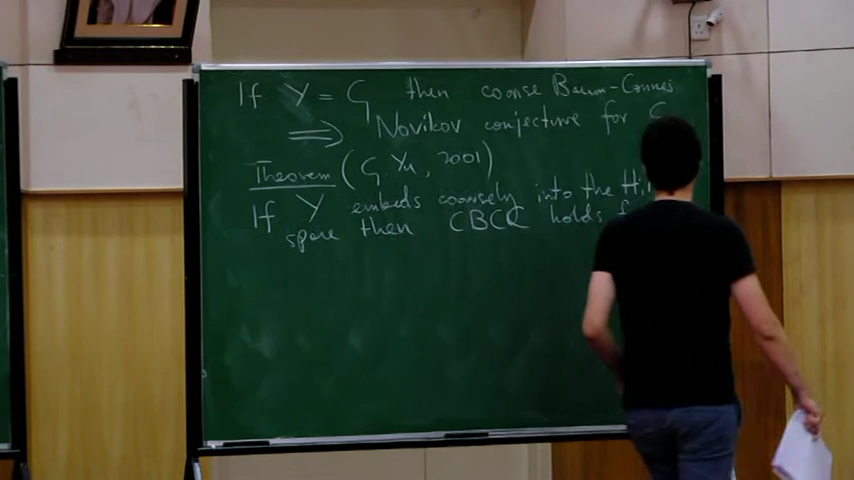 If Y = G then coarse Baum-Connes
⟹ Novikov conjecture for G
Theorem (G Yu, 2001)
If Y embeds coarsely into the Hil
space then CBCC holds f